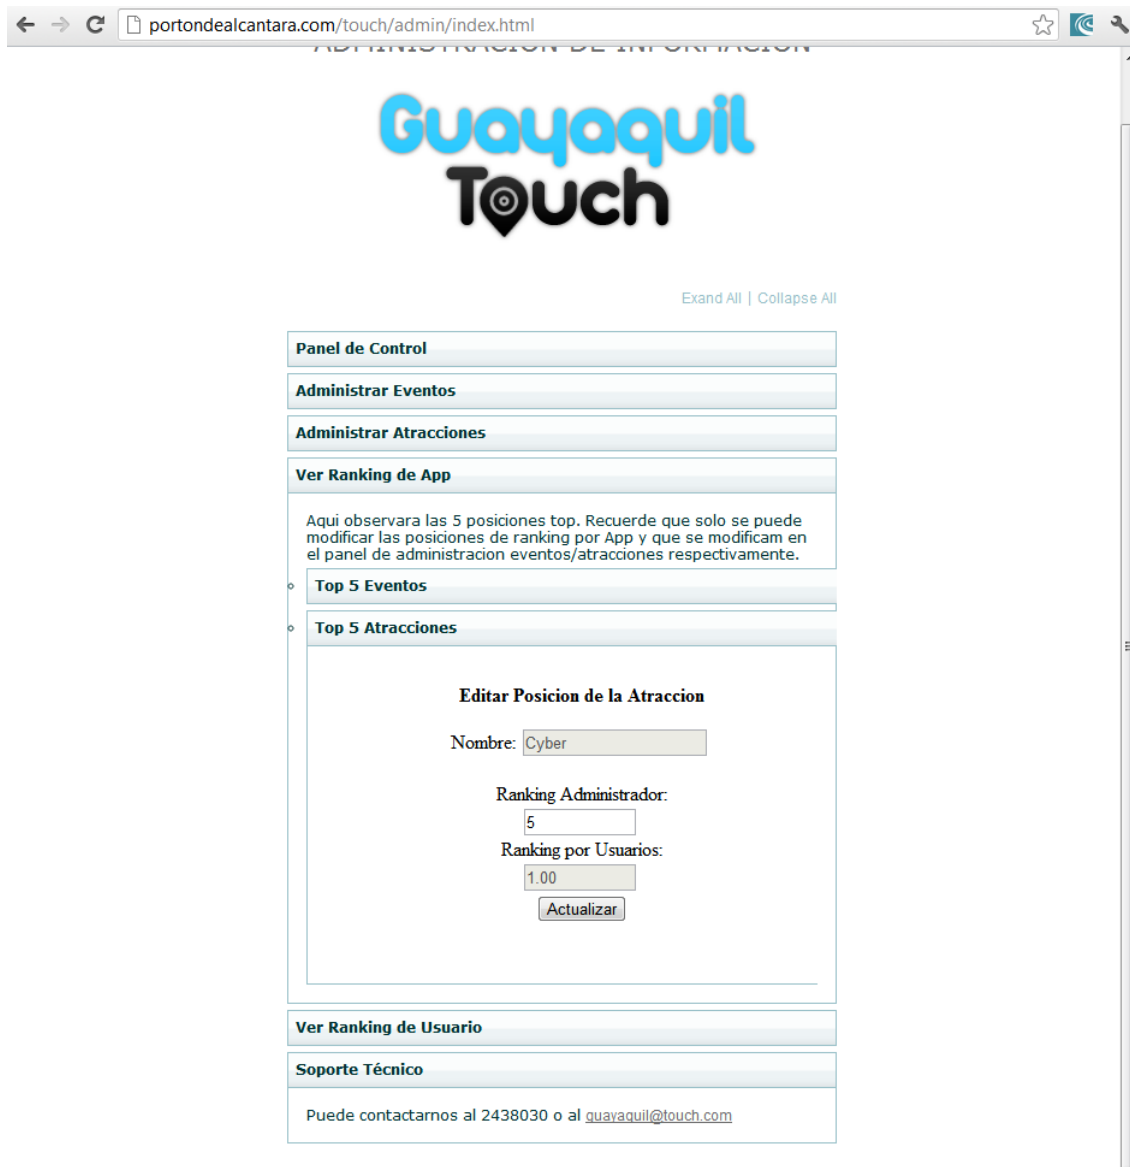 portondealcantara.com/touch/admin/index.html
ADMINISTRACION DE INFORMACION
Guayaquil
Touch
Exand All | Collapse All
Panel de Control
Administrar Eventos
Administrar Atracciones
Ver Ranking de App
Aqui observara las 5 posiciones top. Recuerde que solo se puede
modificar las posiciones de ranking por App y que se modificam en
el panel de administracion eventos/atracciones respectivamente.
Top 5 Eventos
Top 5 Atracciones
Editar Posicion de la Atraccion
Nombre: Cyber
Ranking Administrador:
5
Ranking por Usuarios:
1.00
Actualizar
Ver Ranking de Usuario
Soporte Técnico
Puede contactarnos al 2438030 o al guayaquil@touch.com